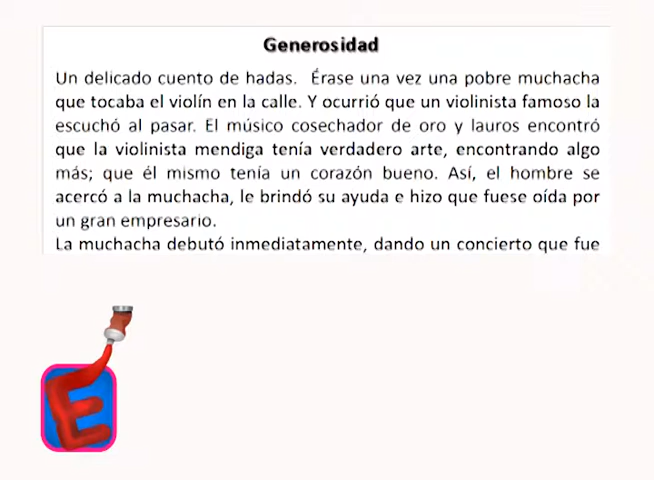 Generosidad
Un delicado cuento de hadas. Érase una vez una pobre muchacha
que tocaba el violín en la calle. Y ocurrió que un violinista famoso la
escuchó al pasar. El músico cosechador de oro y lauros encontró
que la violinista mendiga tenía verdadero arte, encontrando algo
más; que él mismo tenía un corazón bueno. Así, el hombre se
acercó a la muchacha, le brindó su ayuda e hizo que fuese oída por
un gran empresario.
La muchacha debutó inmediatamente, dando un concierto que fue
E